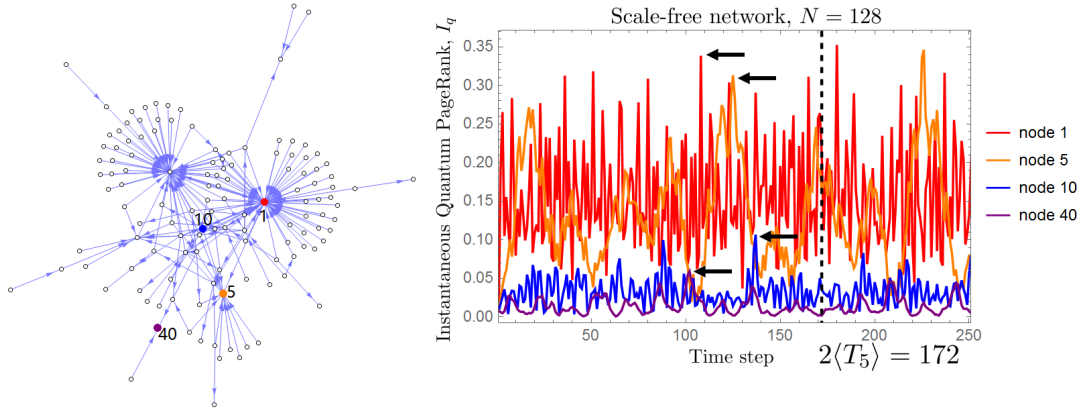 Scale-free network, N = 128
Instantaneous Quantum PageRank, I_q
0.35
0.30
0.25
0.20
0.15
0.10
0.05
0.00
50 100 150 200 250
Time step
2⟨T_5⟩ = 172
node 1
node 5
node 10
node 40
1
10
5
40